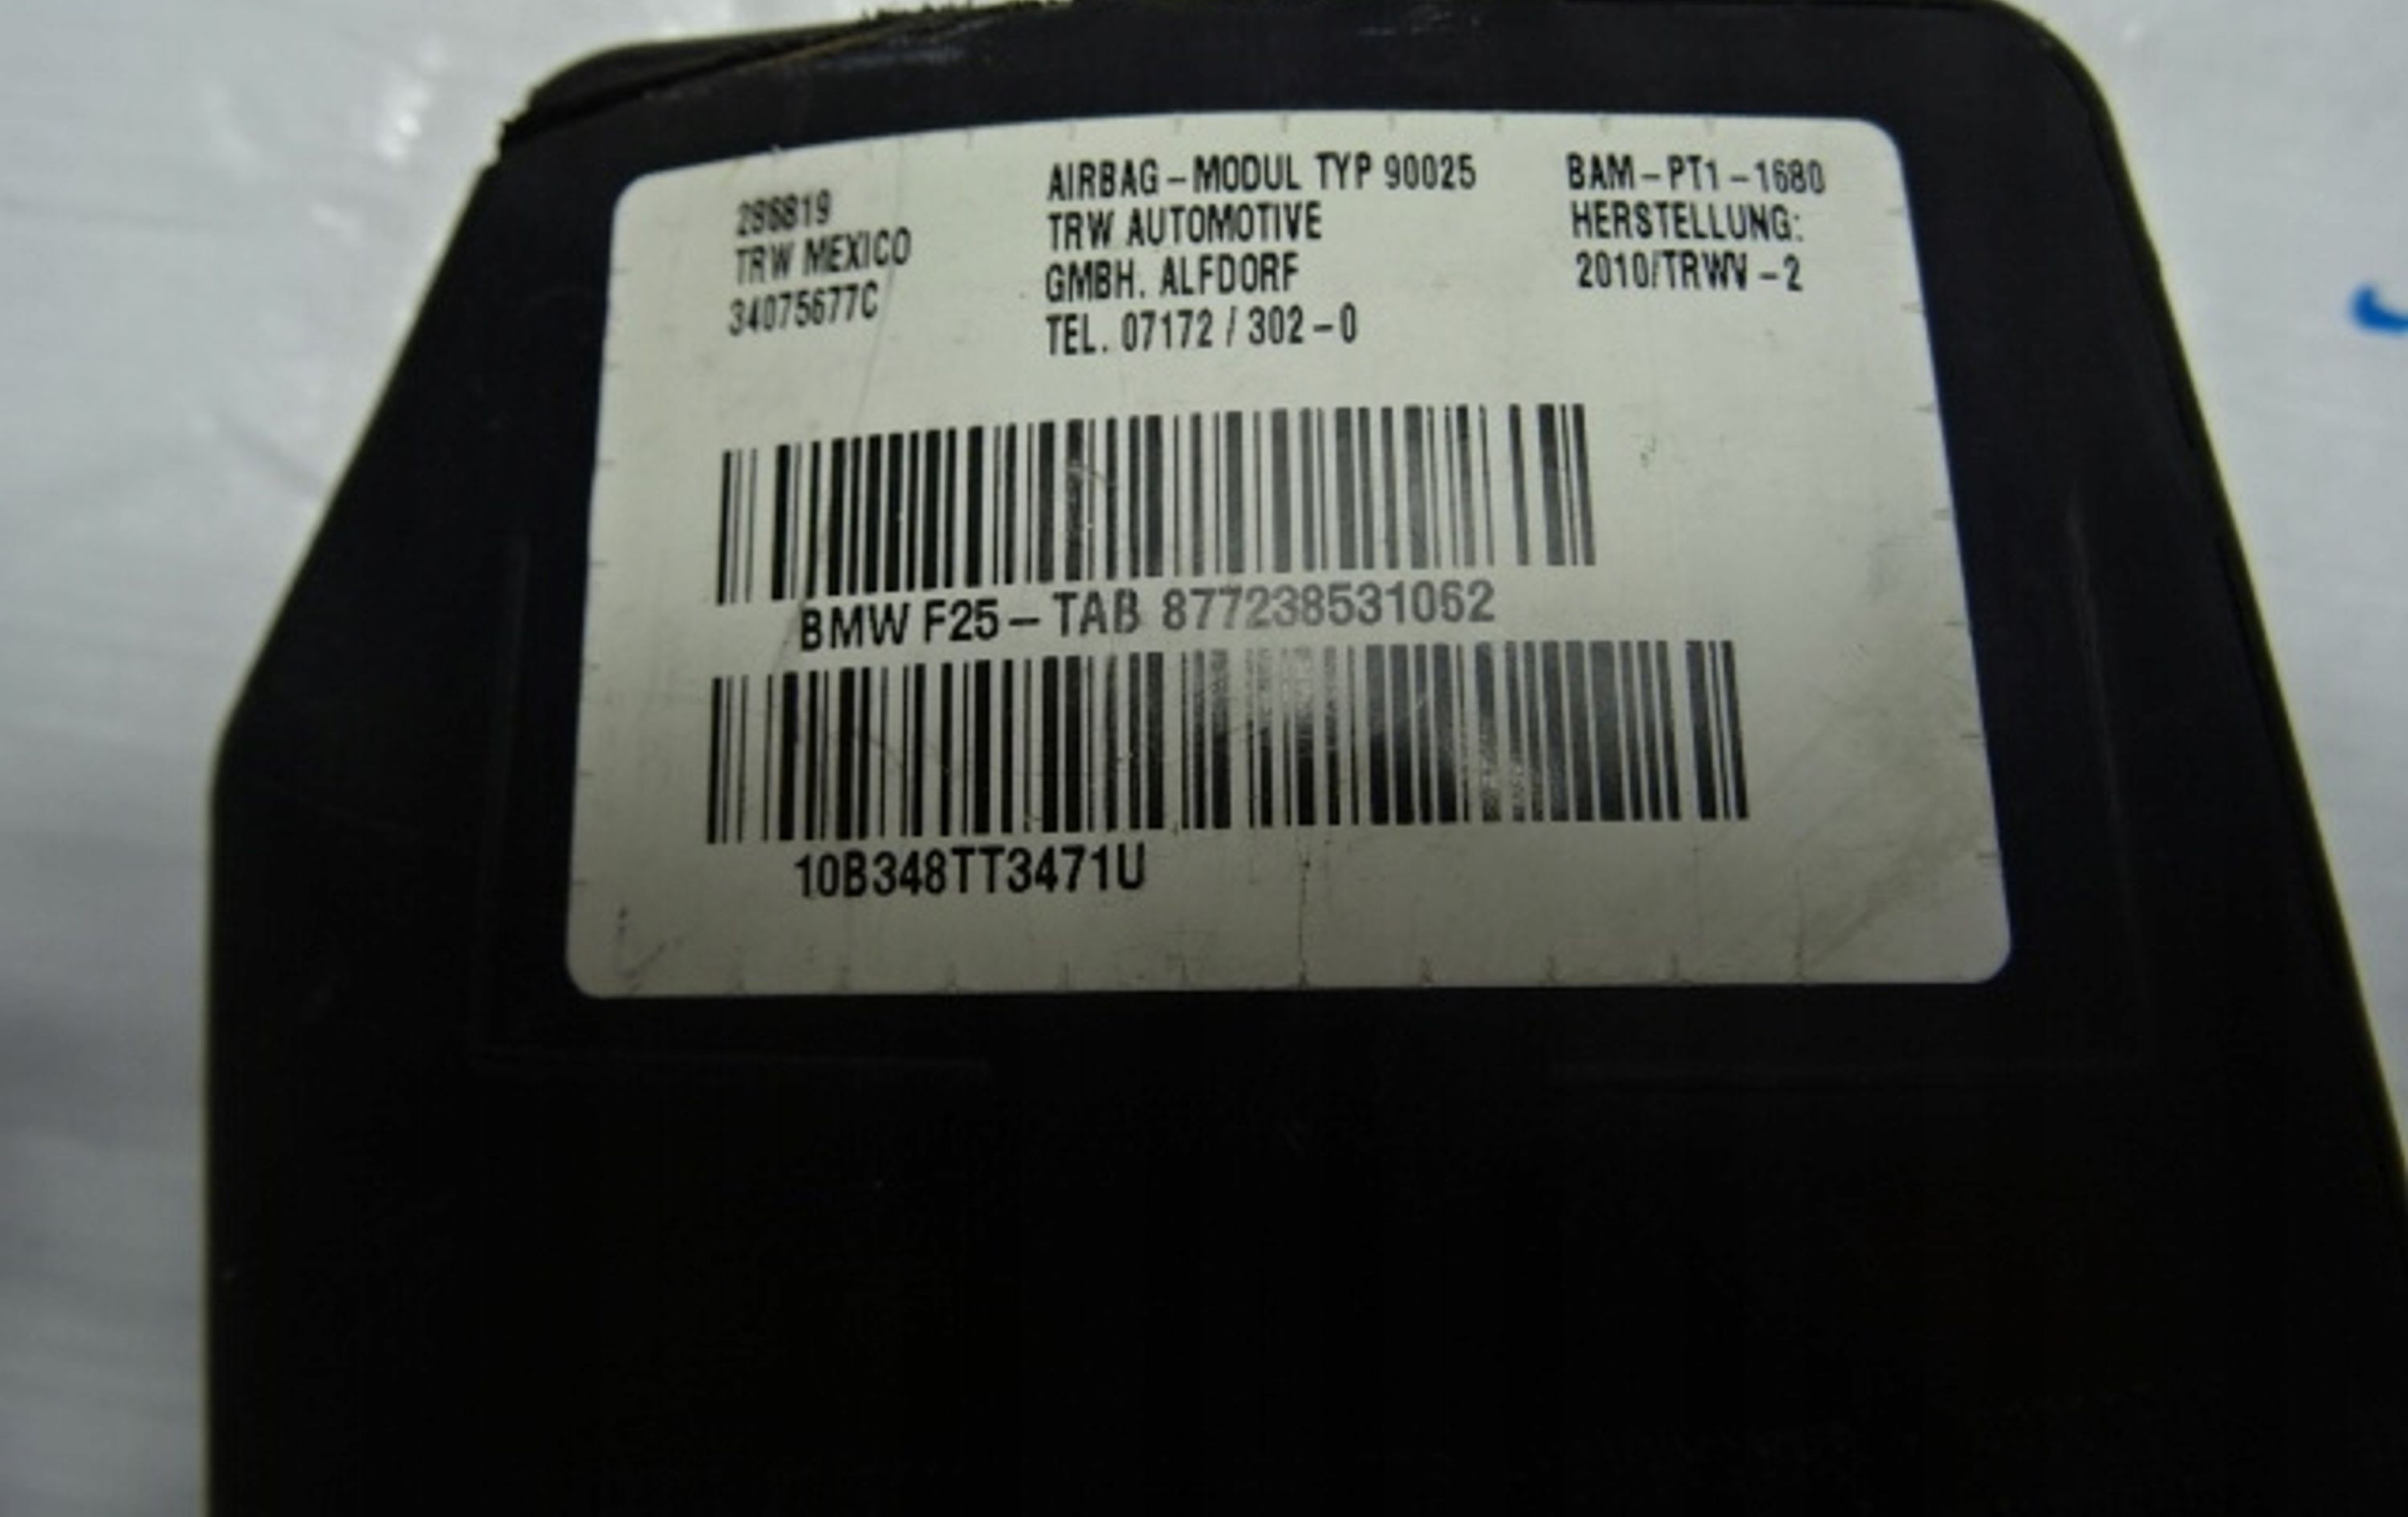 286819
TRW MEXICO
34075677C
AIRBAG-MODUL TYP 90025
TRW AUTOMOTIVE
GMBH. ALFDORF
TEL. 07172 / 302-0
BAM-PT1-1680
HERSTELLUNG:
2010/TRWV-2
BMW F25-TAB 877238531062
10B348TT3471U